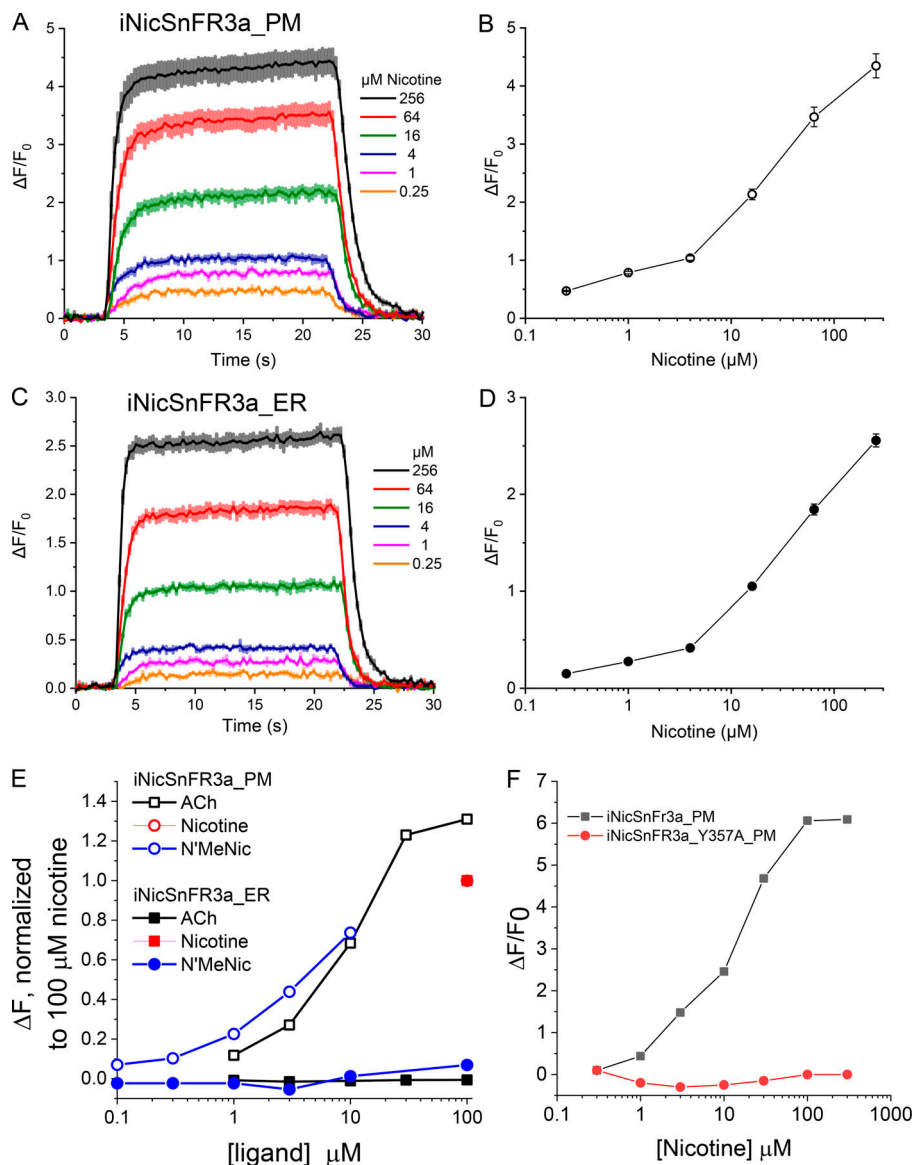 A iNicSnFR3a_PM
5
4
3
2
1
0
ΔF/F0
0 5 10 15 20 25 30
Time (s)
µM Nicotine
256
64
16
4
1
0.25
B
5
4
3
2
1
0
ΔF/F0
0.1 1 10 100
Nicotine (µM)
C iNicSnFR3a_ER
3.0
2.5
2.0
1.5
1.0
0.5
0.0
ΔF/F0
0 5 10 15 20 25 30
Time (s)
µM
256
64
16
4
1
0.25
D
3
2
1
0
ΔF/F0
0.1 1 10 100
Nicotine (µM)
E
iNicSnFR3a_PM
ACh
Nicotine
N'MeNic
iNicSnFR3a_ER
ACh
Nicotine
N'MeNic
1.4
1.2
1.0
0.8
0.6
0.4
0.2
0.0
ΔF, normalized
to 100 µM nicotine
0.1 1 10 100
[ligand] µM
F
iNicSnFr3a_PM
iNicSnFR3a_Y357A_PM
7
6
5
4
3
2
1
0
ΔF/F0
0.1 1 10 100 1000
[Nicotine] µM